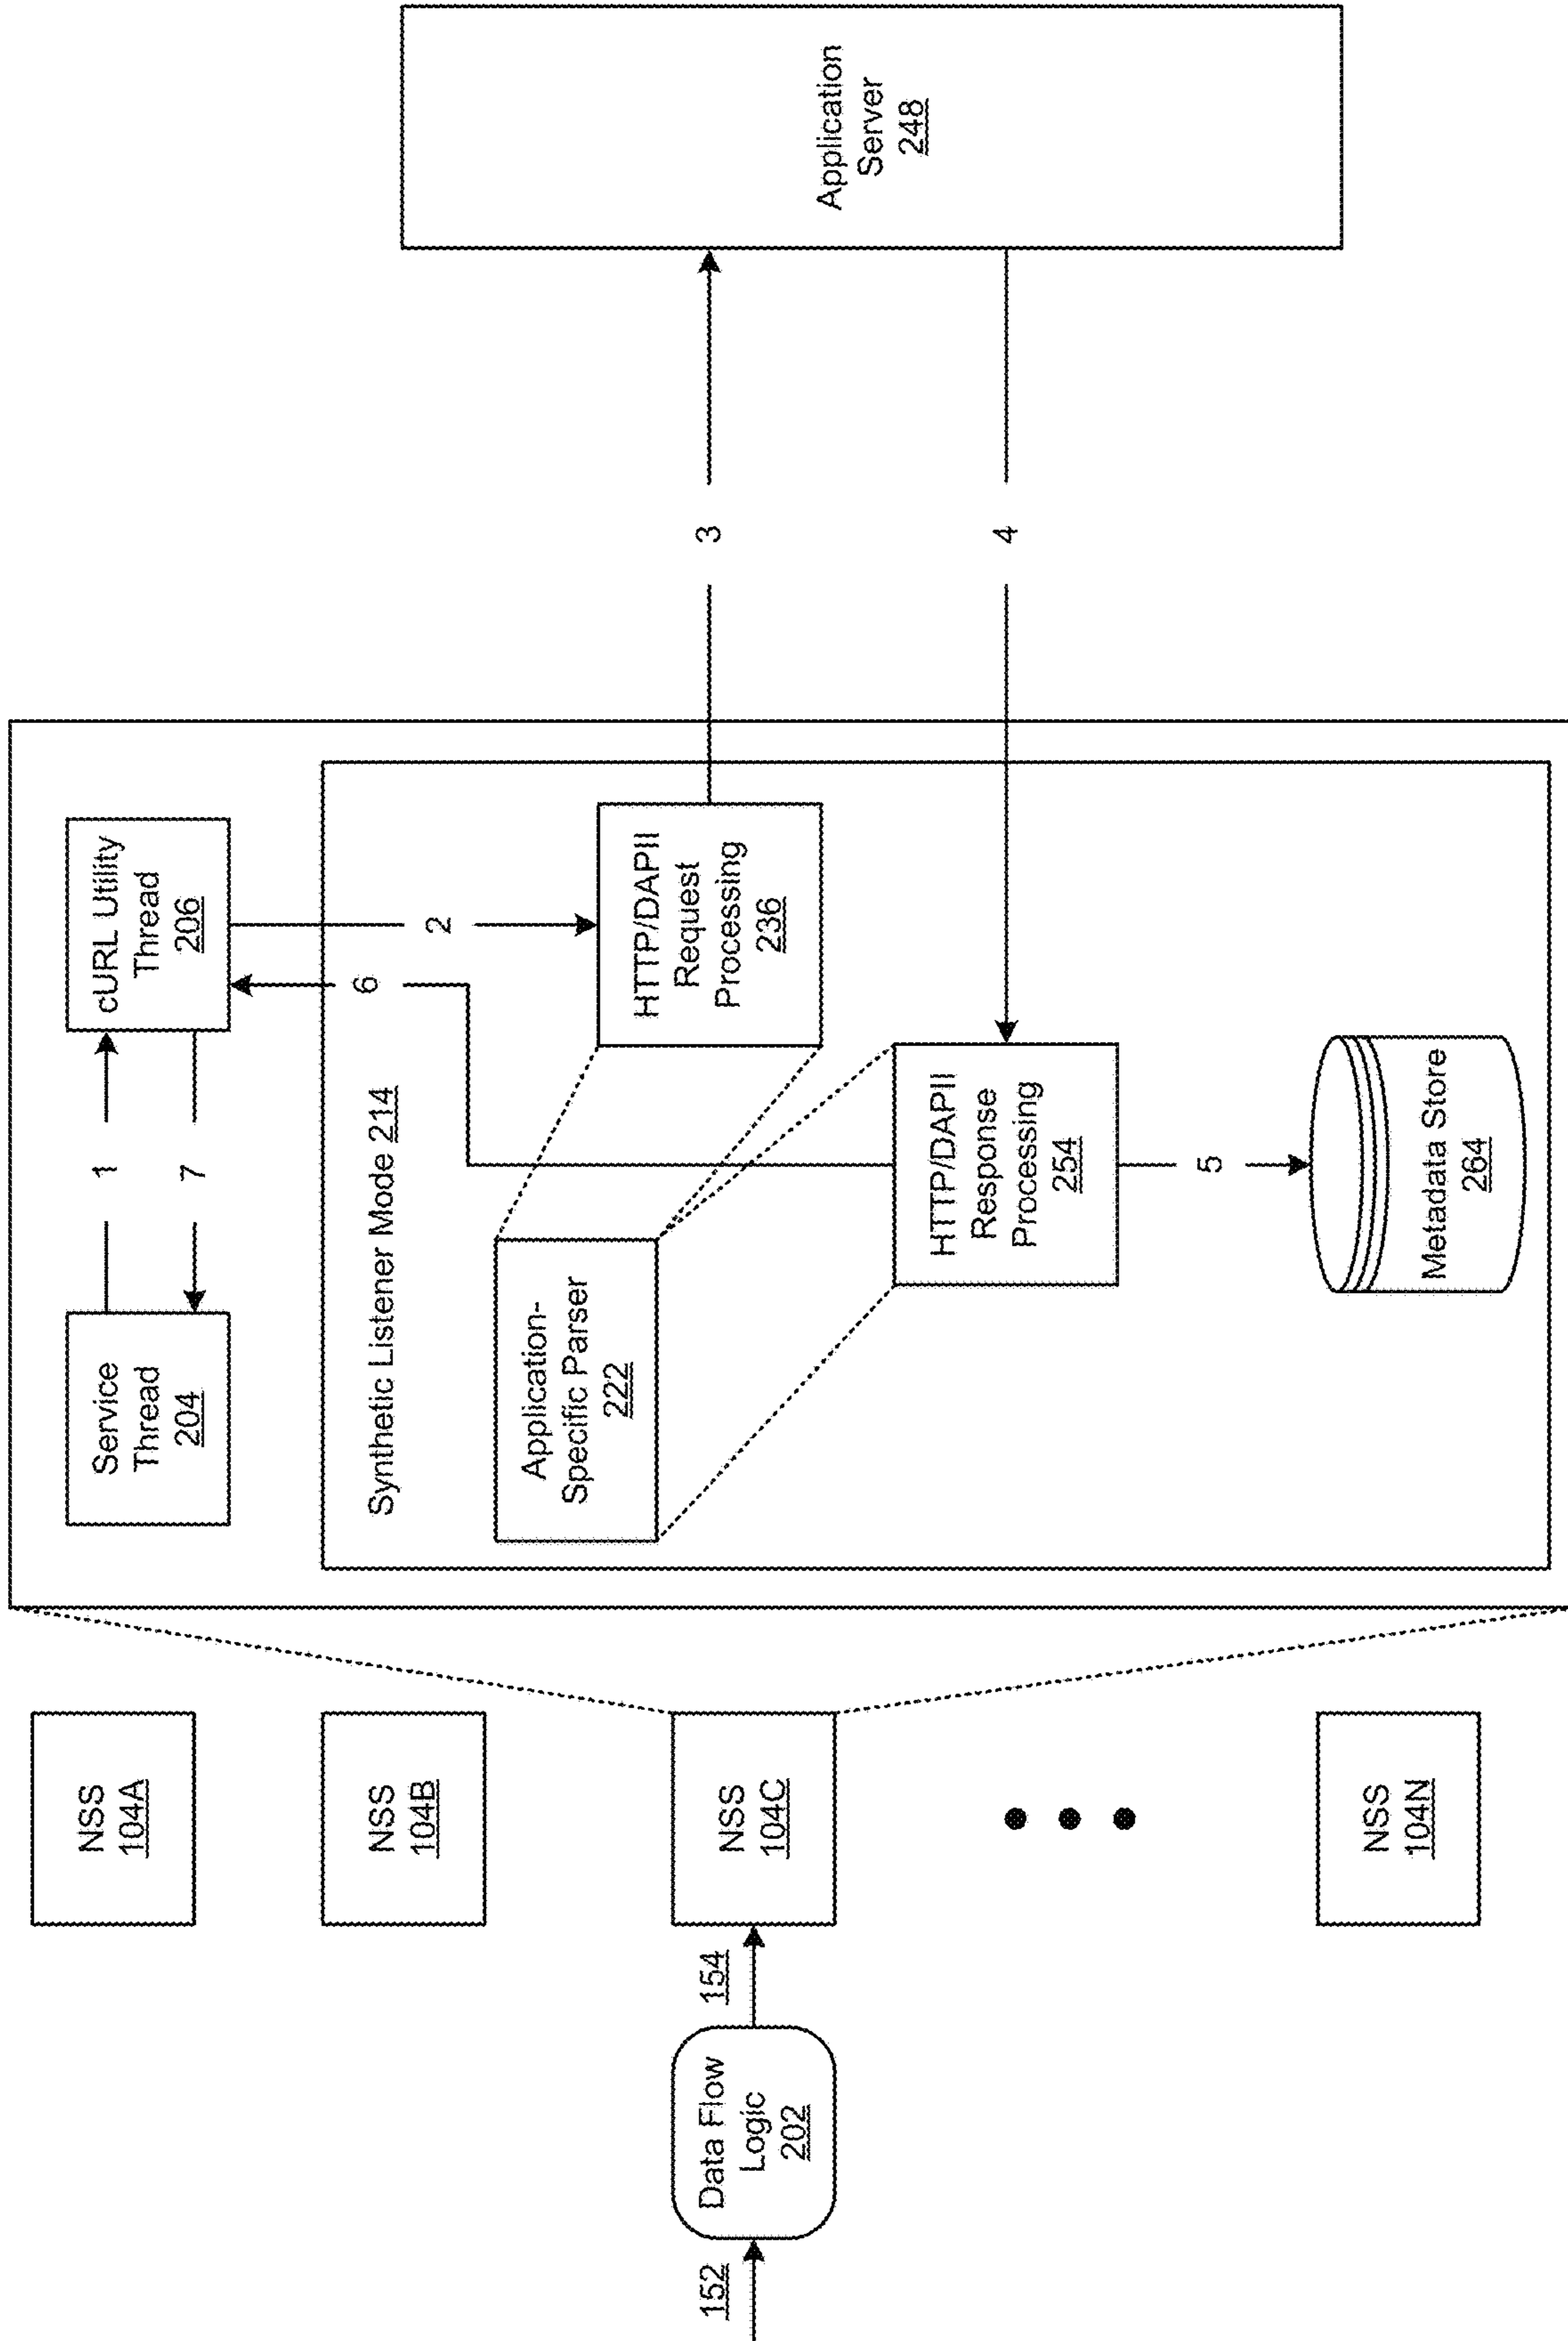 152
Data Flow
Logic
202
154
NSS
104A
NSS
104B
NSS
104C
NSS
104N
Service
Thread
204
1
7
cURL Utility
Thread
206
Synthetic Listener Mode 214
6
2
Application-
Specific Parser
222
HTTP/DAPII
Request
Processing
236
HTTP/DAPII
Response
Processing
254
5
Metadata Store
264
3
4
Application
Server
248